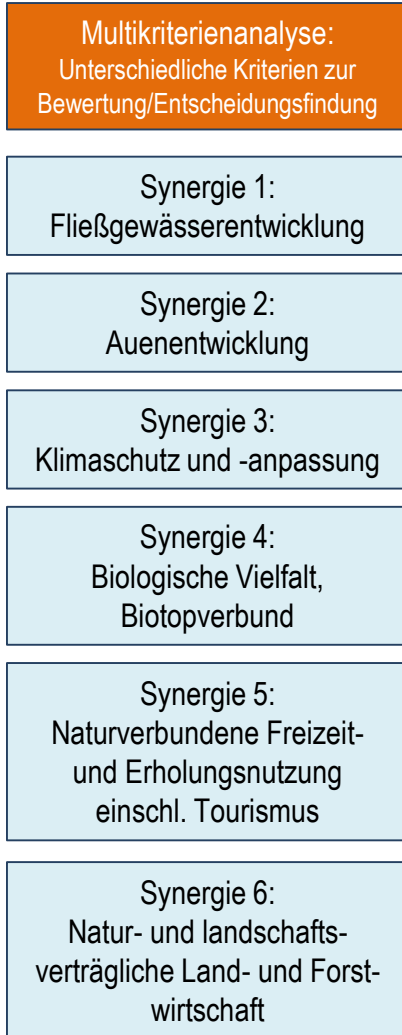 Multikriterienanalyse:
Unterschiedliche Kriterien zur
Bewertung/Entscheidungsfindung
Synergie 1:
Fließgewässerentwicklung
Synergie 2:
Auenentwicklung
Synergie 3:
Klimaschutz und -anpassung
Synergie 4:
Biologische Vielfalt,
Biotopverbund
Synergie 5:
Naturverbundene Freizeit-
und Erholungsnutzung
einschl. Tourismus
Synergie 6:
Natur- und landschafts-
verträgliche Land- und Forst-
wirtschaft